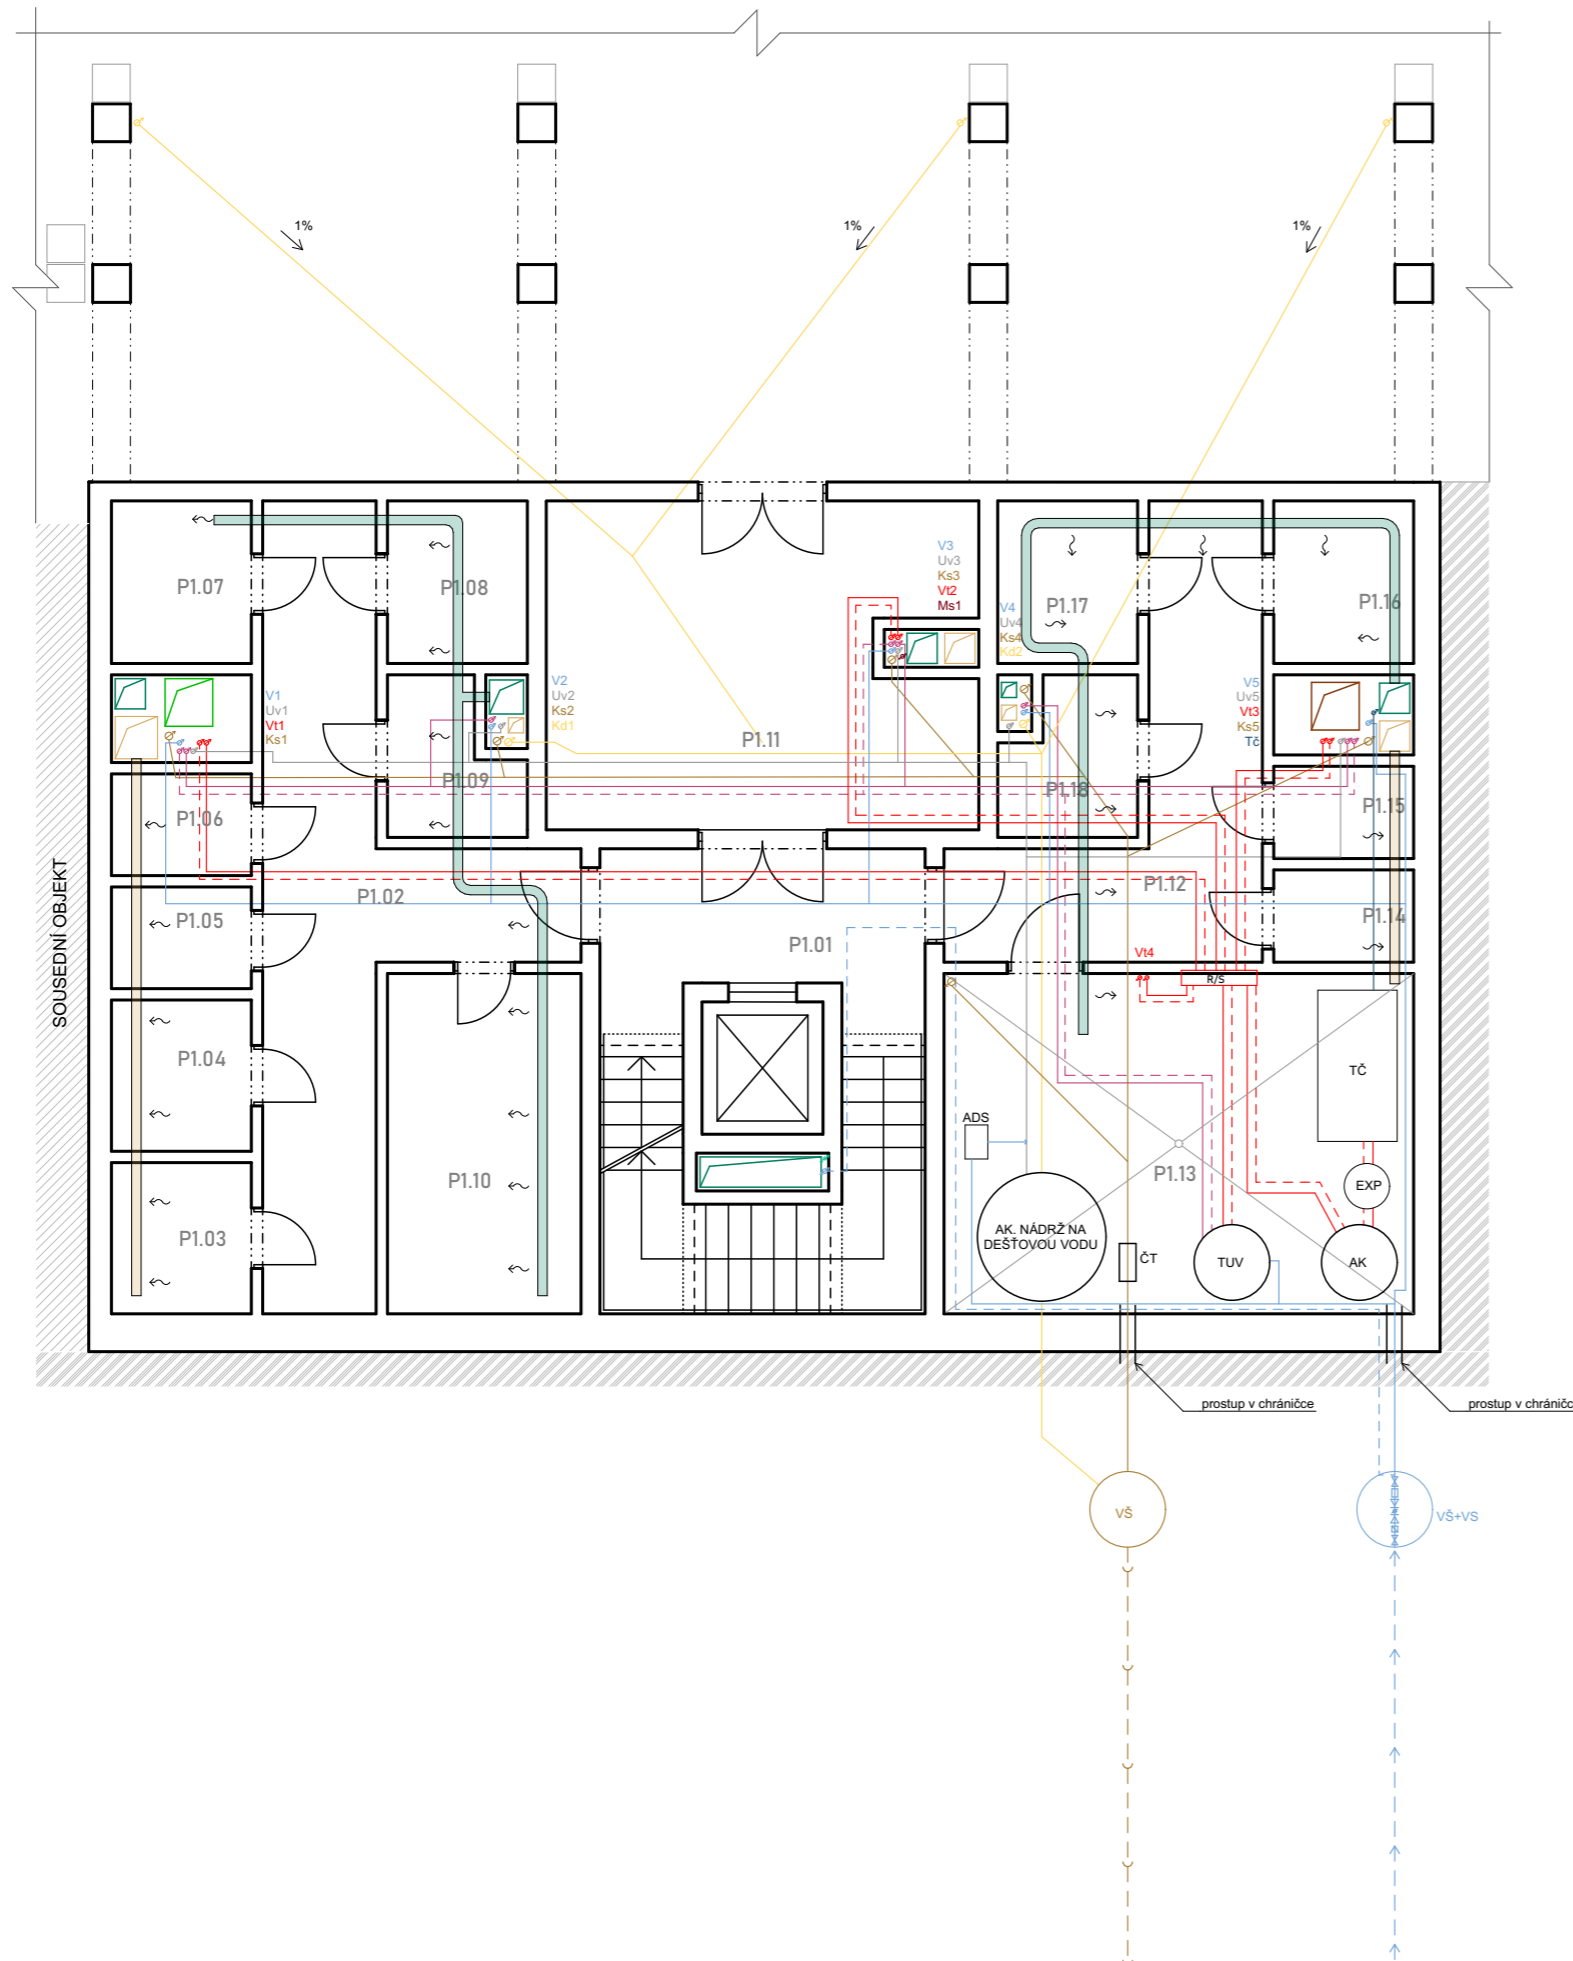 1%
1%
1%
V3
Uv3
Ks3
Vt2
Ms1
P1.07
P1.08
V4
Uv4
Ks4
Kd2
P1.17
P1.16
V1
Uv1
Vt1
Ks1
V2
Uv2
Ks2
Kd1
V5
Uv5
Vt3
Ks5
Tč
P1.11
P1.09
P1.18
P1.06
P1.15
P1.02
P1.12
P1.05
P1.14
SOUSEDNÍ OBJEKT
P1.01
Vt4
R/S
P1.04
TČ
ADS
P1.10
P1.13
EXP
P1.03
AK. NÁDRŽ NA
DEŠŤOVOU VODU
ČT
TUV
AK
prostup v chráničce
prostup v chráničc
VŠ
VŠ+VS